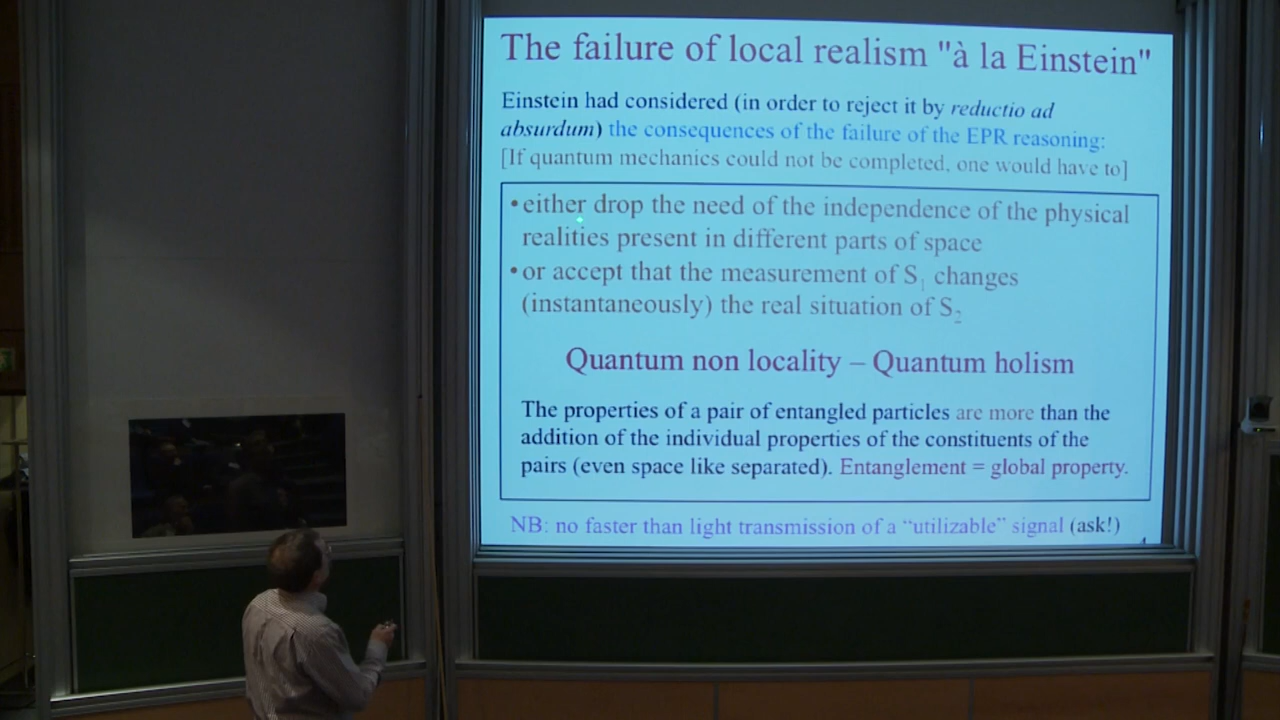 The failure of local realism "à la Einstein"
Einstein had considered (in order to reject it by reductio ad
absurdum) the consequences of the failure of the EPR reasoning:
[If quantum mechanics could not be completed, one would have to]
•either drop the need of the independence of the physical
realities present in different parts of space
•or accept that the measurement of S₁ changes
(instantaneously) the real situation of S₂
Quantum non locality – Quantum holism
The properties of a pair of entangled particles are more than the
addition of the individual properties of the constituents of the
pairs (even space like separated). Entanglement = global property.
NB: no faster than light transmission of a “utilizable” signal (ask!)